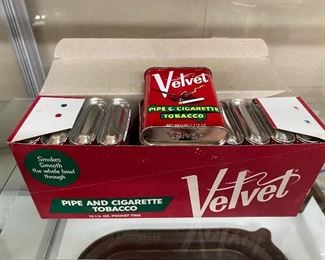 Velvet
PIPE & CIGARETTE
TOBACCO
Smokes
Smooth
the whole bowl
through
PIPE AND CIGARETTE
TOBACCO
Velvet